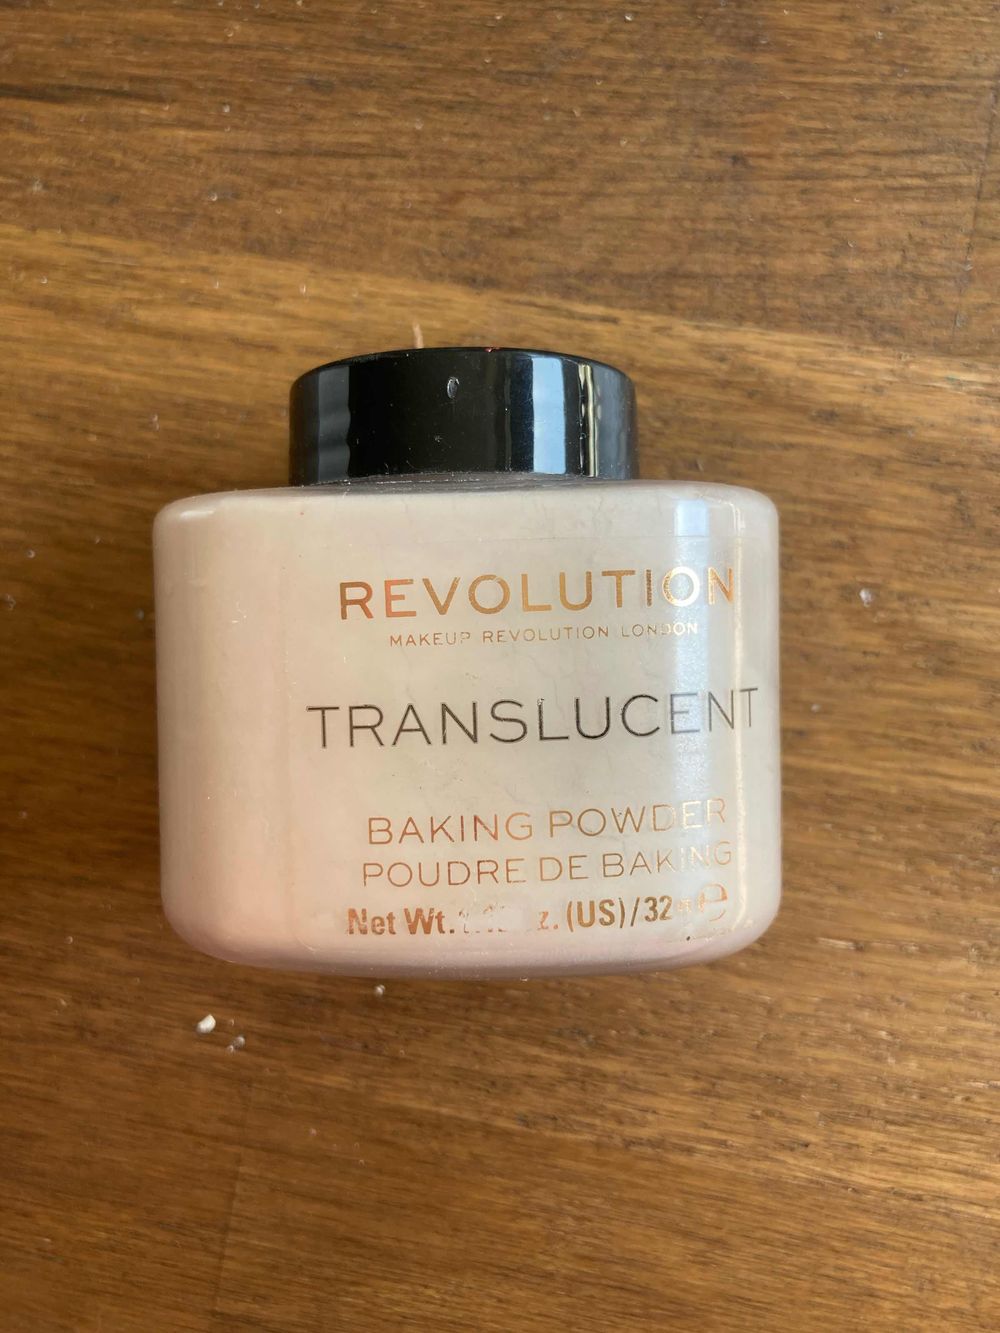 REVOLUTION
MAKEUP REVOLUTION LONDON
TRANSLUCENT
BAKING POWDER
POUDRE DE BAKING
Net Wt. (US)/32 e